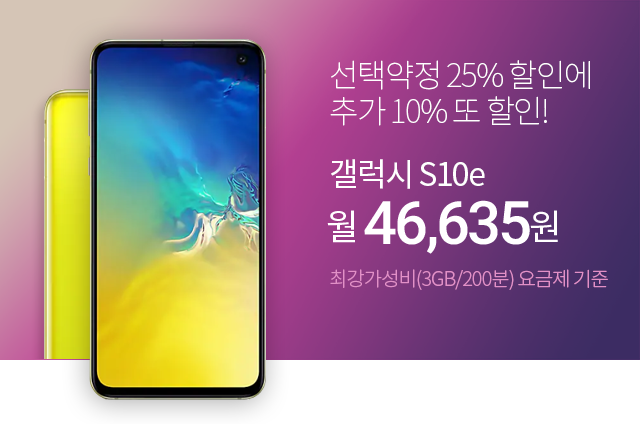 선택약정 25% 할인에
추가 10% 또 할인!
갤럭시 S10e
월 46,635원
최강가성비(3GB/200분) 요금제 기준